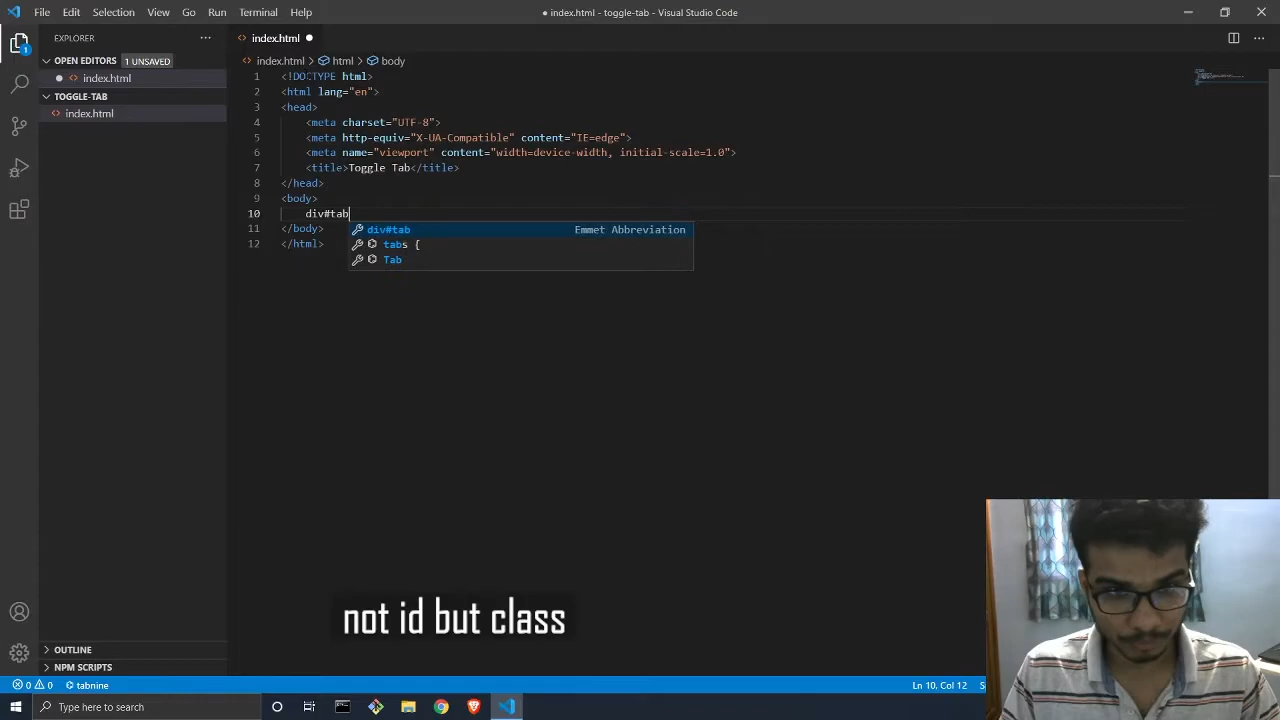 File Edit Selection View Go Run Terminal Help
● index.html - toggle-tab - Visual Studio Code
EXPLORER
···
index.html
OPEN EDITORS
1 UNSAVED
index.html
TOGGLE-TAB
index.html
index.html > html > body
1 <!DOCTYPE html>
2 <html lang="en">
3 <head>
4 <meta charset="UTF-8">
5 <meta http-equiv="X-UA-Compatible" content="IE=edge">
6 <meta name="viewport" content="width=device-width, initial-scale=1.0">
7 <title>Toggle Tab</title>
8 </head>
9 <body>
10 div#tab
11 </body>
12 </html>
div#tab Emmet Abbreviation
tabs {
Tab
1
not id but class
OUTLINE
NPM SCRIPTS
0 0 tabnine
Ln 10, Col 12
Type here to search